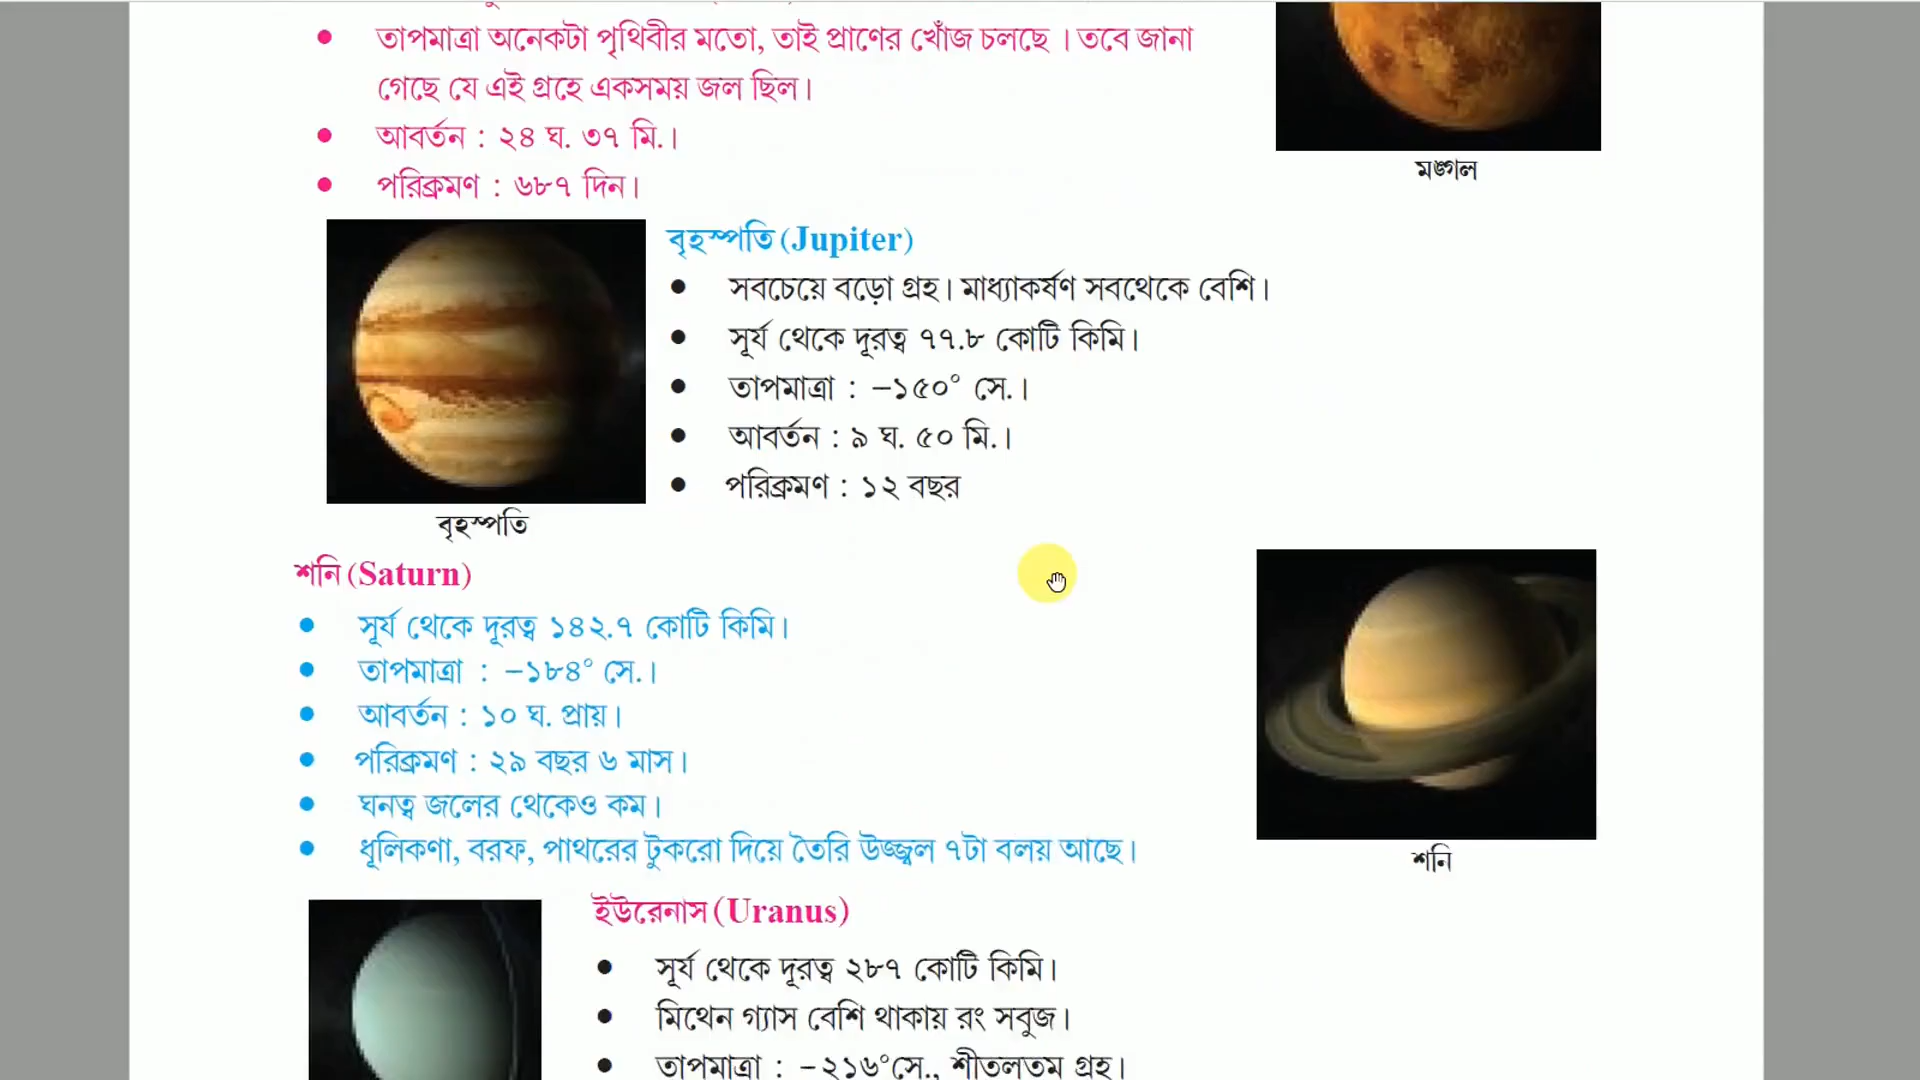 তাপমাত্রা অনেকটা পৃথিবীর মতো, তাই প্রাণের খোঁজ চলছে । তবে জানা
গেছে যে এই গ্রহে একসময় জল ছিল।
আবর্তন : ২৪ ঘ. ৩৭ মি.।
পরিক্রমণ : ৬৮৭ দিন।
মঙ্গল
বৃহস্পতি (Jupiter)
সবচেয়ে বড়ো গ্রহ। মাধ্যাকর্ষণ সবথেকে বেশি।
সূর্য থেকে দূরত্ব ৭৭.৮ কোটি কিমি।
তাপমাত্রা : –১৫০° সে.।
আবর্তন : ৯ ঘ. ৫০ মি.।
পরিক্রমণ : ১২ বছর
বৃহস্পতি
শনি (Saturn)
সূর্য থেকে দূরত্ব ১৪২.৭ কোটি কিমি।
তাপমাত্রা : –১৮৪° সে.।
আবর্তন : ১০ ঘ. প্রায়।
পরিক্রমণ : ২৯ বছর ৬ মাস।
ঘনত্ব জলের থেকেও কম।
ধূলিকণা, বরফ, পাথরের টুকরো দিয়ে তৈরি উজ্জ্বল ৭টা বলয় আছে।
শনি
ইউরেনাস (Uranus)
সূর্য থেকে দূরত্ব ২৮৭ কোটি কিমি।
মিথেন গ্যাস বেশি থাকায় রং সবুজ।
তাপমাত্রা : –২১৬°সে., শীতলতম গ্রহ।